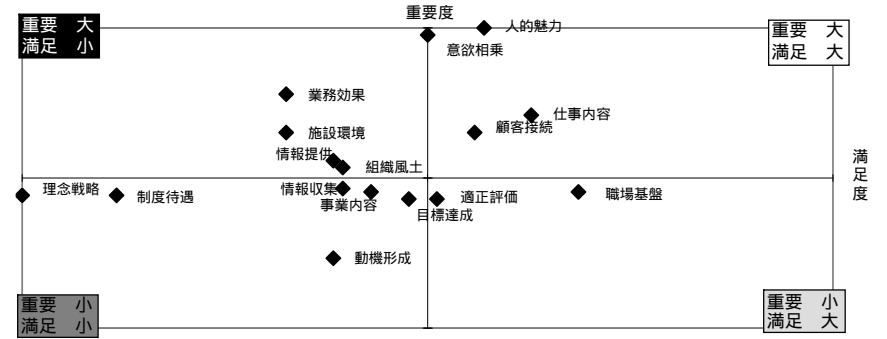 重要度
重要　大
満足　小
人的魅力
重要　大
満足　大
意欲相乗
業務効果
仕事内容
顧客接続
施設環境
情報提供
組織風土
満足度
理念戦略
制度待遇
情報収集
事業内容
目標達成
適正評価
職場基盤
動機形成
重要　小
満足　小
重要　小
満足　大